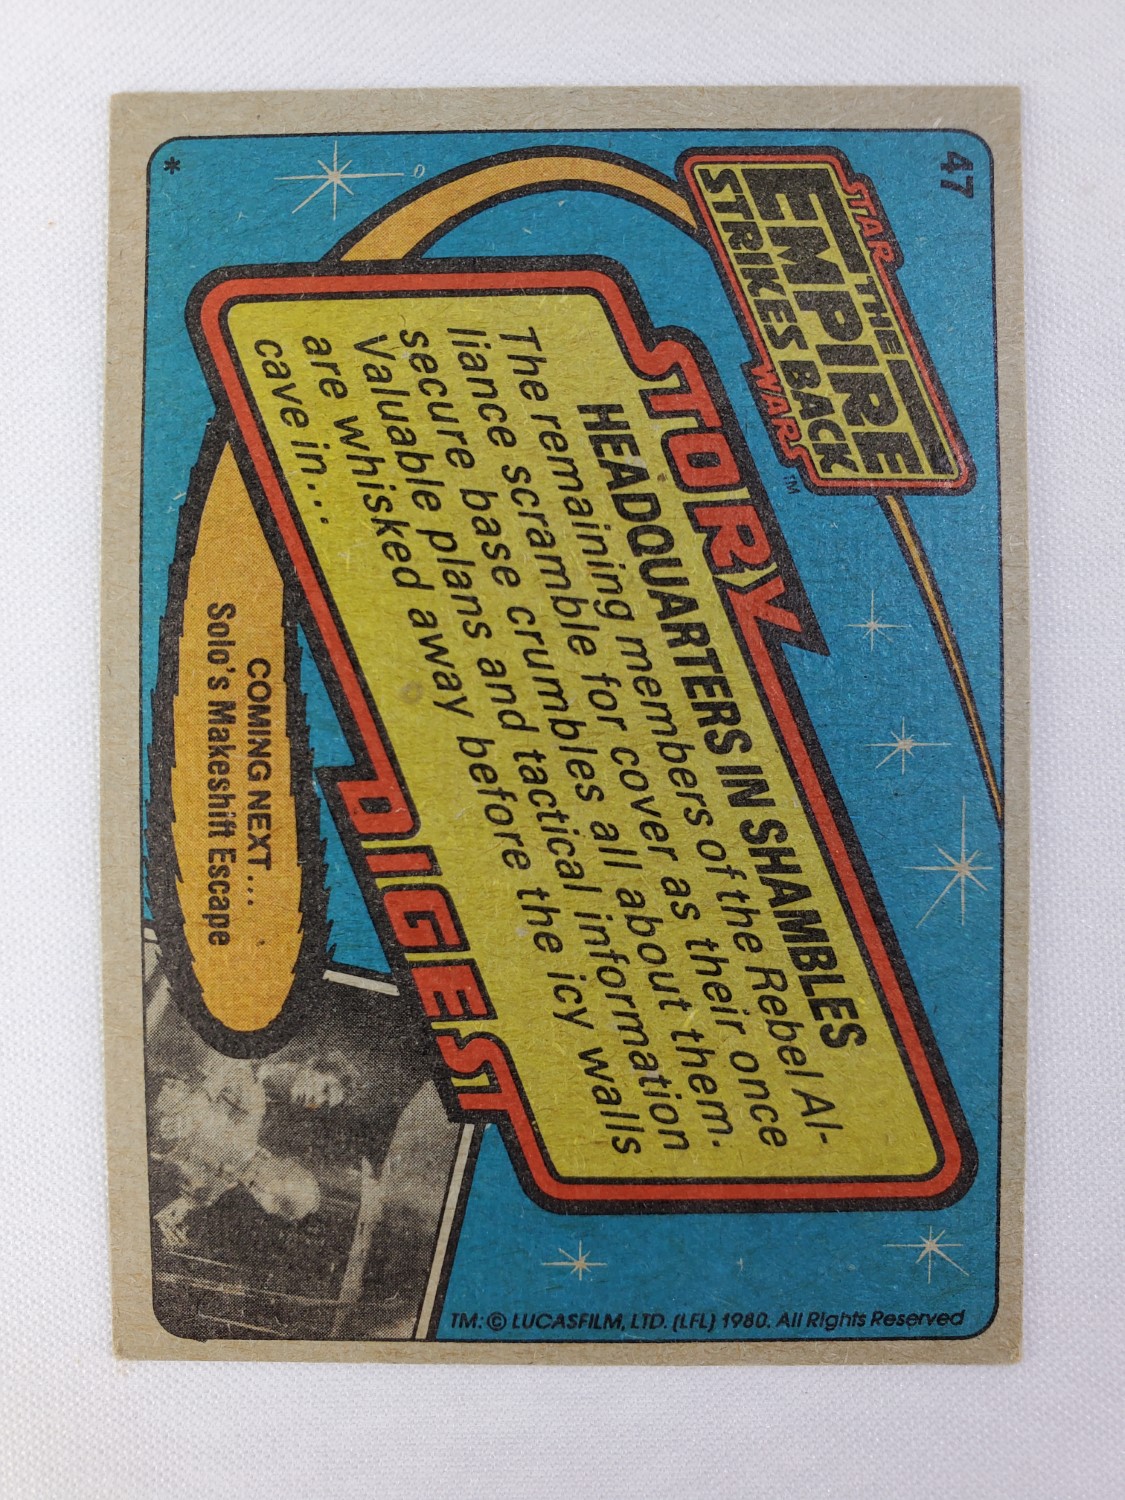 47
STAR
THE
EMPIRE
STRIKES BACK
WARS™
STORY
HEADQUARTERS IN SHAMBLES
The remaining members of the Rebel Al-
liance scramble for cover as their once
secure base crumbles all about them.
Valuable plans and tactical information
are whisked away before the icy walls
cave in...
DIGEST
COMING NEXT...
Solo's Makeshift Escape
*
TM: © LUCASFILM, LTD. (LFL) 1980. All Rights Reserved